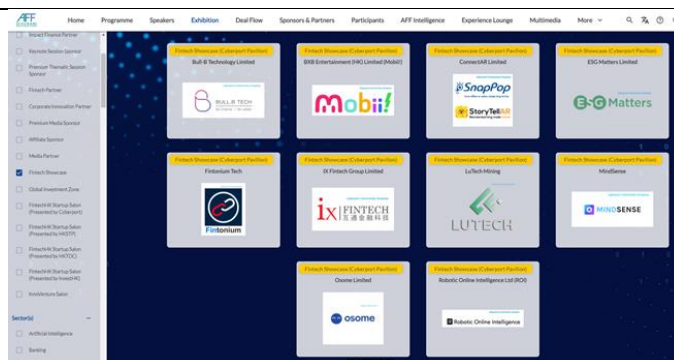 AFF
Home
Programme
Speakers
Exhibition
Deal Flow
Sponsors & Partners
Participants
AFF Intelligence
Experience Lounge
Multimedia
More
Impact Finance Partner
Keynote Session Sponsor
Premium Thematic Session
Sponsor
Fintech Partner
Corporate Innovation Partner
Premium Media Sponsor
Affiliate Sponsor
Media Partner
Fintech Showcase
Global Investment Zone
FintechHK Startup Salon
(Presented by Cyberport)
FintechHK Startup Salon
(Presented by HKSTP)
FintechHK Startup Salon
(Presented by HKTDC)
FintechHK Startup Salon
(Presented by InvestHK)
InnoVenture Salon
Sector(s)
Artificial Intelligence
Banking
Fintech Showcase (Cyberport Pavilion)
Bull-B Technology Limited
BULL.B TECH
Fintech Showcase (Cyberport Pavilion)
BXB Entertainment (HK) Limited (Mobii!)
Mobii!
Fintech Showcase (Cyberport Pavilion)
ConnectAR Limited
SnapPop
StoryTellAR
Fintech Showcase (Cyberport Pavilion)
ESG Matters Limited
ESG Matters
Fintech Showcase (Cyberport Pavilion)
Fintonium Tech
Fintonium
Fintech Showcase (Cyberport Pavilion)
IX Fintech Group Limited
ix FINTECH
互通金融科技
Fintech Showcase (Cyberport Pavilion)
LuTech Mining
LUTECH
Fintech Showcase (Cyberport Pavilion)
MindSense
MINDSENSE
Fintech Showcase (Cyberport Pavilion)
Osome Limited
osome
Fintech Showcase (Cyberport Pavilion)
Robotic Online Intelligence Ltd (ROI)
Robotic Online Intelligence